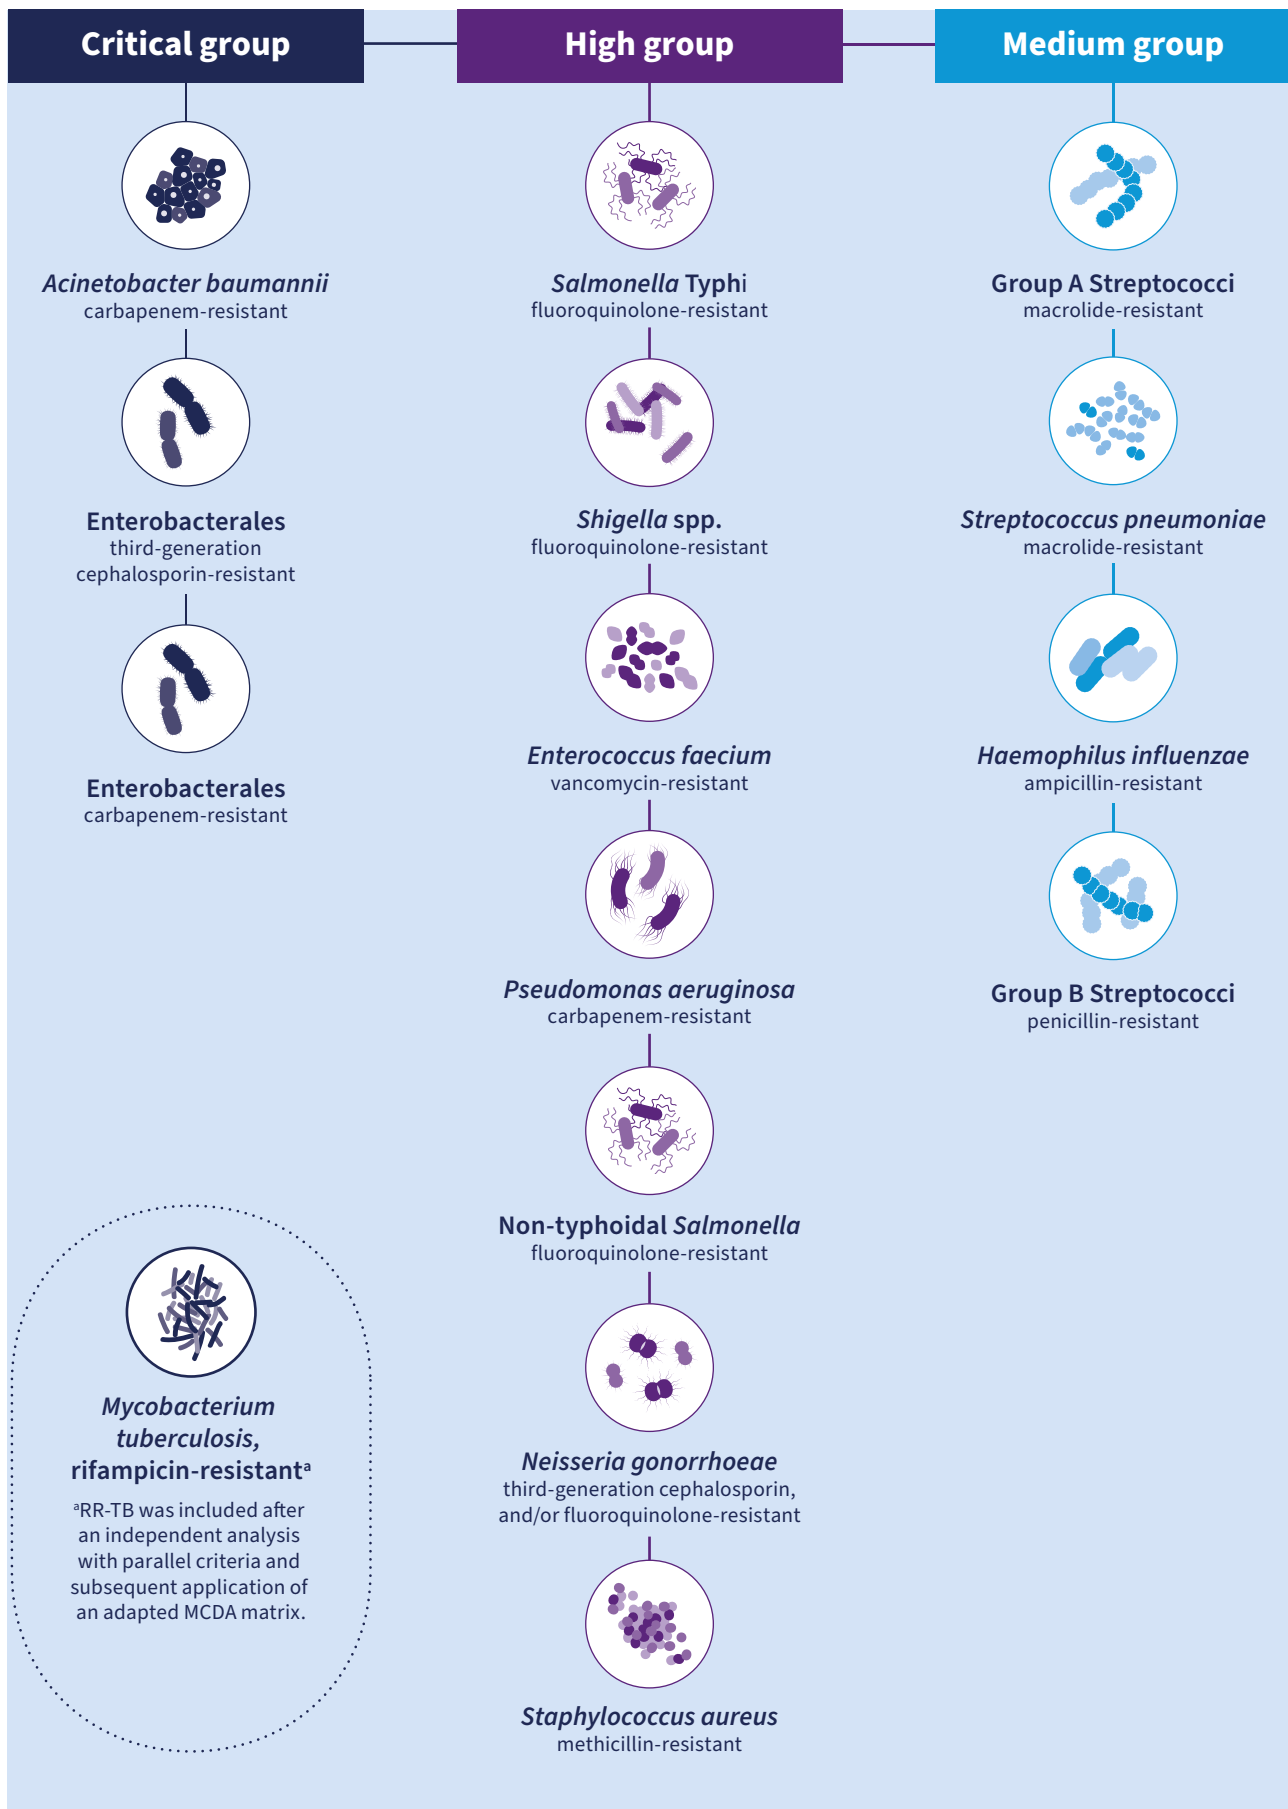 Critical group
Acinetobacter baumannii
carbapenem-resistant
Enterobacterales
third-generation
cephalosporin-resistant
Enterobacterales
carbapenem-resistant
Mycobacterium
tuberculosis,
rifampicin-resistantᵃ
ᵃRR-TB was included after
an independent analysis
with parallel criteria and
subsequent application of
an adapted MCDA matrix.
High group
Salmonella Typhi
fluoroquinolone-resistant
Shigella spp.
fluoroquinolone-resistant
Enterococcus faecium
vancomycin-resistant
Pseudomonas aeruginosa
carbapenem-resistant
Non-typhoidal Salmonella
fluoroquinolone-resistant
Neisseria gonorrhoeae
third-generation cephalosporin,
and/or fluoroquinolone-resistant
Staphylococcus aureus
methicillin-resistant
Medium group
Group A Streptococci
macrolide-resistant
Streptococcus pneumoniae
macrolide-resistant
Haemophilus influenzae
ampicillin-resistant
Group B Streptococci
penicillin-resistant